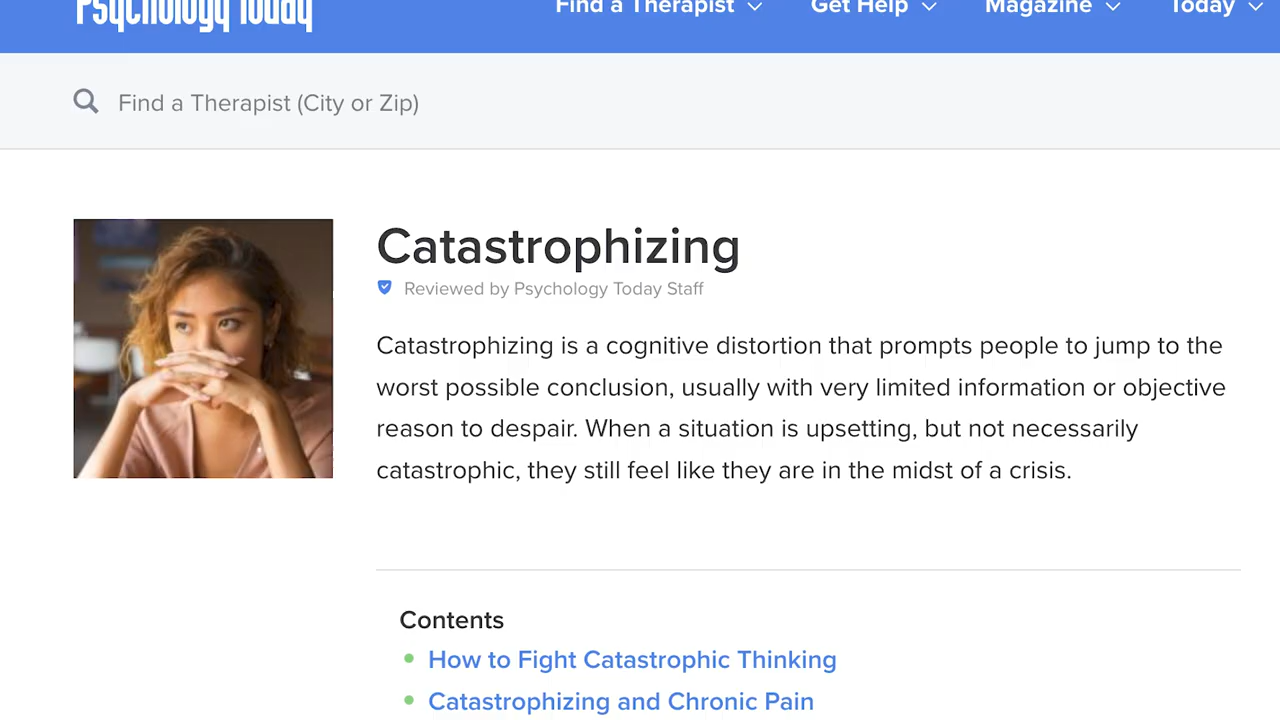 Psychology Today
Find a Therapist
Get Help
Magazine
Today
Find a Therapist (City or Zip)
Catastrophizing
Reviewed by Psychology Today Staff
Catastrophizing is a cognitive distortion that prompts people to jump to the
worst possible conclusion, usually with very limited information or objective
reason to despair. When a situation is upsetting, but not necessarily
catastrophic, they still feel like they are in the midst of a crisis.
Contents
How to Fight Catastrophic Thinking
Catastrophizing and Chronic Pain